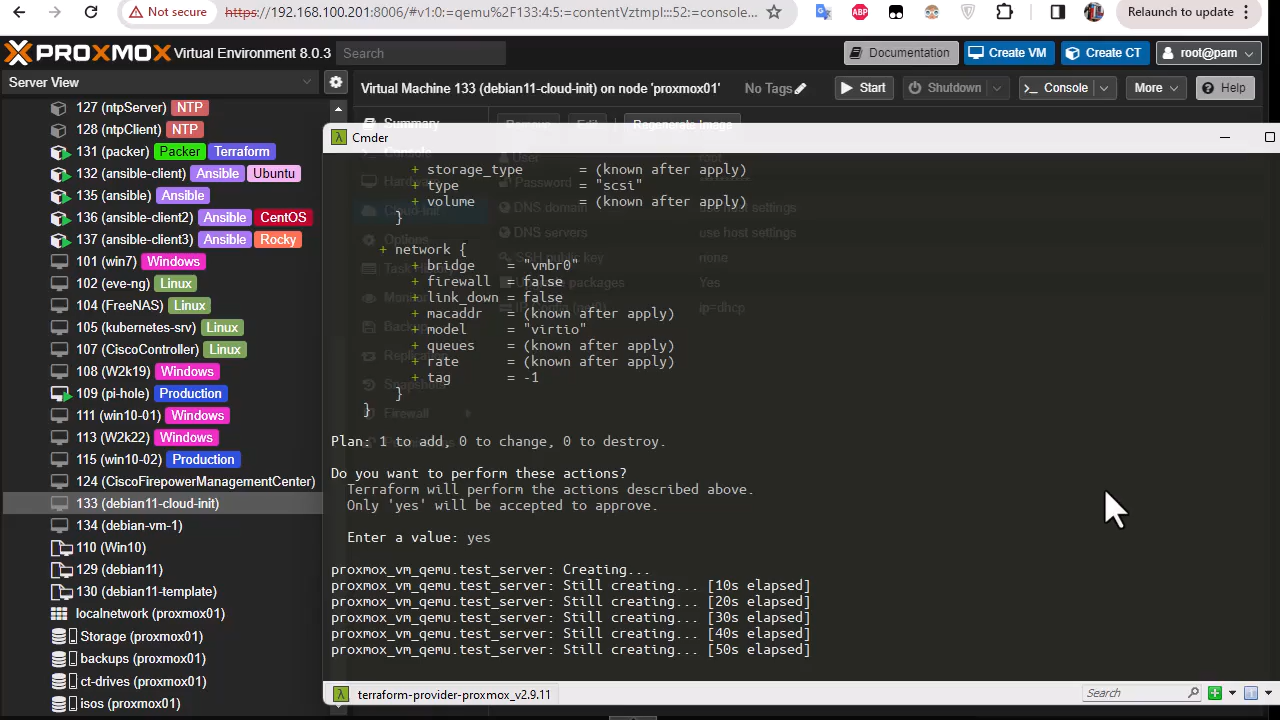 Not secure https://192.168.100.201:8006/#v1:0:=qemu%2F133:4:5:=contentVztmpl:::52:=console... ABP Relaunch to update
PROXMOX Virtual Environment 8.0.3 Search Documentation Create VM Create CT root@pam
Server View
Virtual Machine 133 (debian11-cloud-init) on node 'proxmox01' No Tags Start Shutdown Console More Help
127 (ntpServer) NTP
128 (ntpClient) NTP
131 (packer) Packer Terraform
132 (ansible-client) Ansible Ubuntu
135 (ansible) Ansible
136 (ansible-client2) Ansible CentOS
137 (ansible-client3) Ansible Rocky
101 (win7) Windows
102 (eve-ng) Linux
104 (FreeNAS) Linux
105 (kubernetes-srv) Linux
107 (CiscoController) Linux
108 (W2k19) Windows
109 (pi-hole) Production
111 (win10-01) Windows
113 (W2k22) Windows
115 (win10-02) Production
124 (CiscoFirepowerManagementCenter)
133 (debian11-cloud-init)
134 (debian-vm-1)
110 (Win10)
129 (debian11)
130 (debian11-template)
localnetwork (proxmox01)
Storage (proxmox01)
backups (proxmox01)
ct-drives (proxmox01)
isos (proxmox01)
Summary
Remove Edit Regenerate Image
Console
Hardware
Cloud-Init
Options
Firewall
User root
Password
DNS domain use host settings
DNS servers use host settings
SSH public key none
packages Yes
ip=dhcp
Cmder
+ storage_type = (known after apply)
+ type = "scsi"
+ volume = (known after apply)
}
+ network {
+ bridge = "vmbr0"
+ firewall = false
+ link_down = false
+ macaddr = (known after apply)
+ model = "virtio"
+ queues = (known after apply)
+ rate = (known after apply)
+ tag = -1
}
}
Plan: 1 to add, 0 to change, 0 to destroy.
Do you want to perform these actions?
Terraform will perform the actions described above.
Only 'yes' will be accepted to approve.
Enter a value: yes
proxmox_vm_qemu.test_server: Creating...
proxmox_vm_qemu.test_server: Still creating... [10s elapsed]
proxmox_vm_qemu.test_server: Still creating... [20s elapsed]
proxmox_vm_qemu.test_server: Still creating... [30s elapsed]
proxmox_vm_qemu.test_server: Still creating... [40s elapsed]
proxmox_vm_qemu.test_server: Still creating... [50s elapsed]
terraform-provider-proxmox_v2.9.11 Search